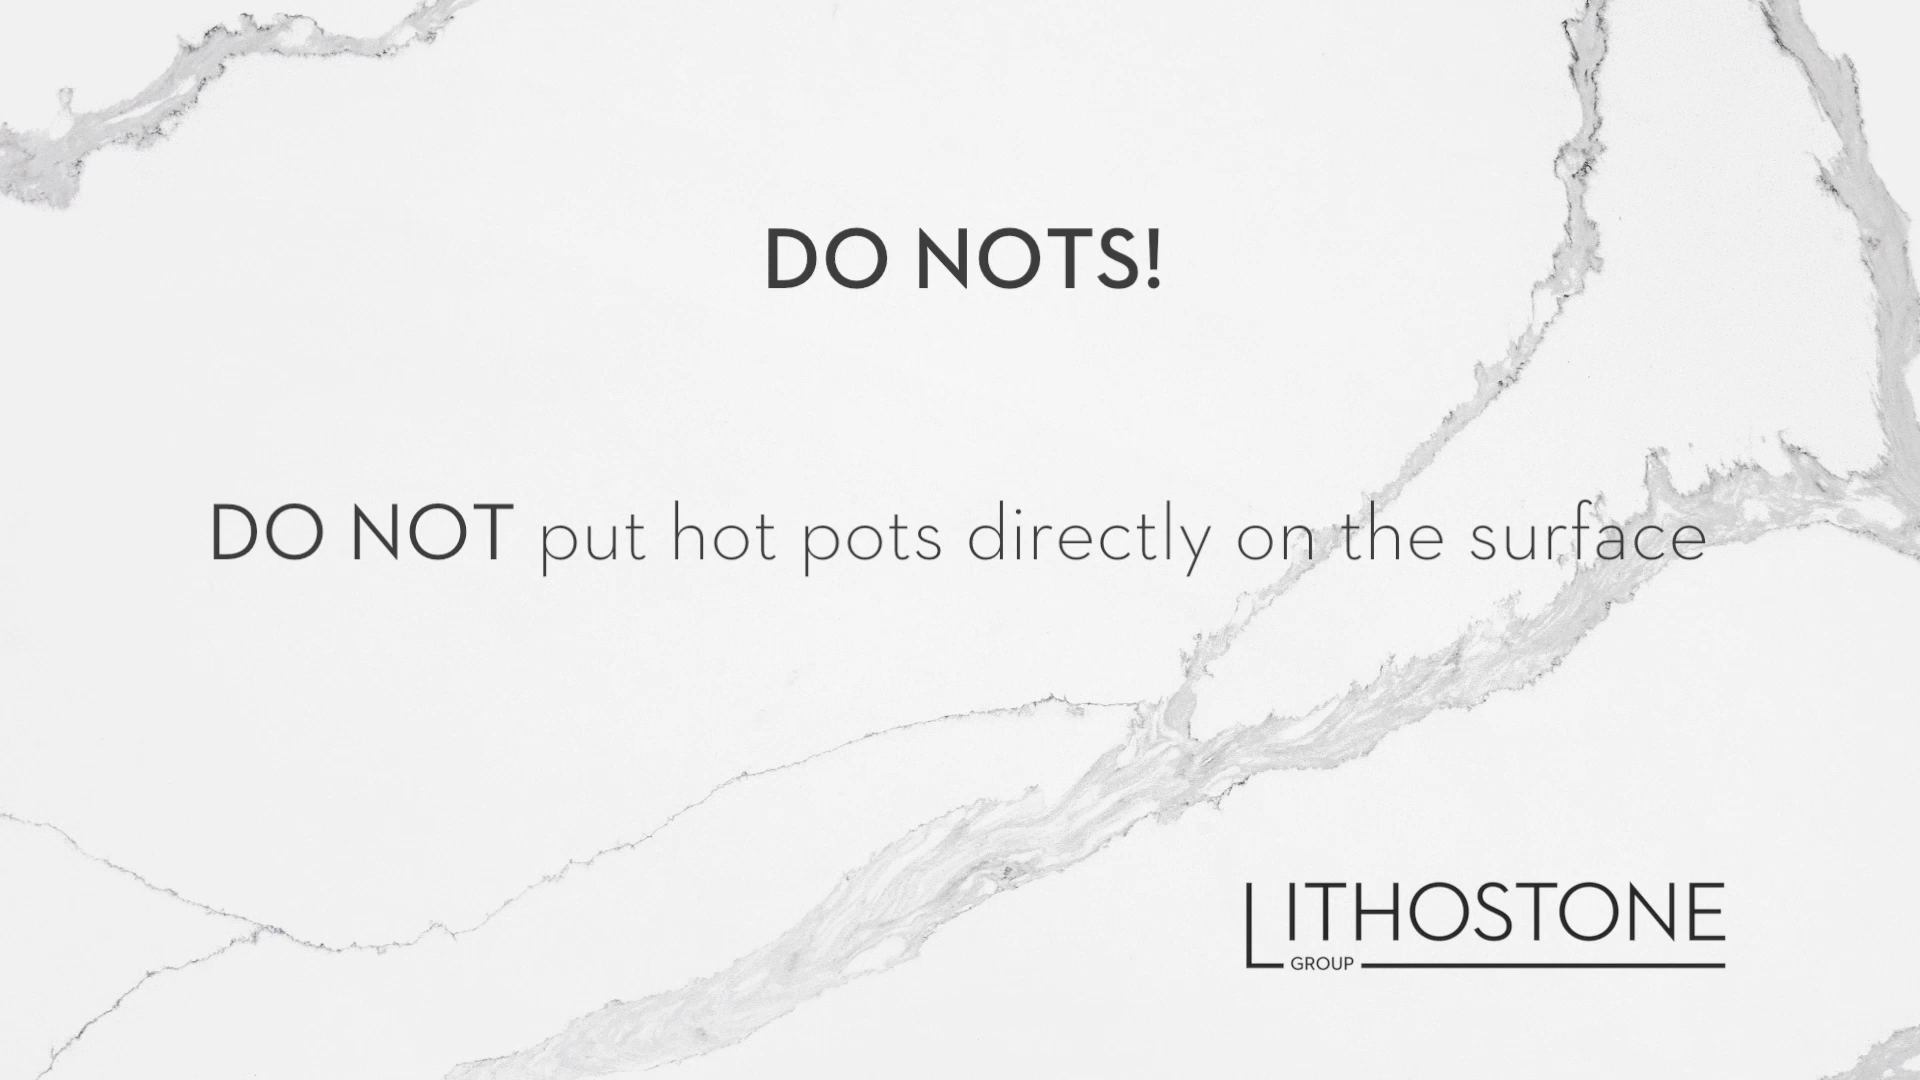 DO NOTS!
DO NOT put hot pots directly on the surface
LITHOSTONE
GROUP